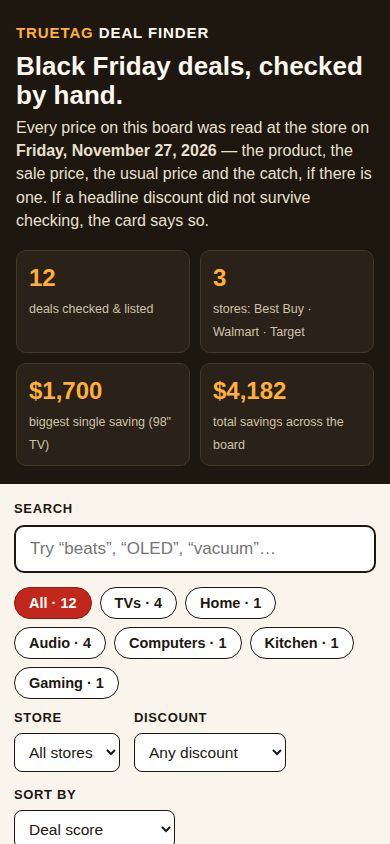 TRUETAG DEAL FINDER
Black Friday deals, checked
by hand.
Every price on this board was read at the store on
Friday, November 27, 2026 — the product, the
sale price, the usual price and the catch, if there is
one. If a headline discount did not survive
checking, the card says so.
12
deals checked & listed
3
stores: Best Buy ·
Walmart · Target
$1,700
biggest single saving (98"
TV)
$4,182
total savings across the
board
SEARCH
Try “beats”, “OLED”, “vacuum”…
All · 12
TVs · 4
Home · 1
Audio · 4
Computers · 1
Kitchen · 1
Gaming · 1
STORE
DISCOUNT
All stores
Any discount
SORT BY
Deal score